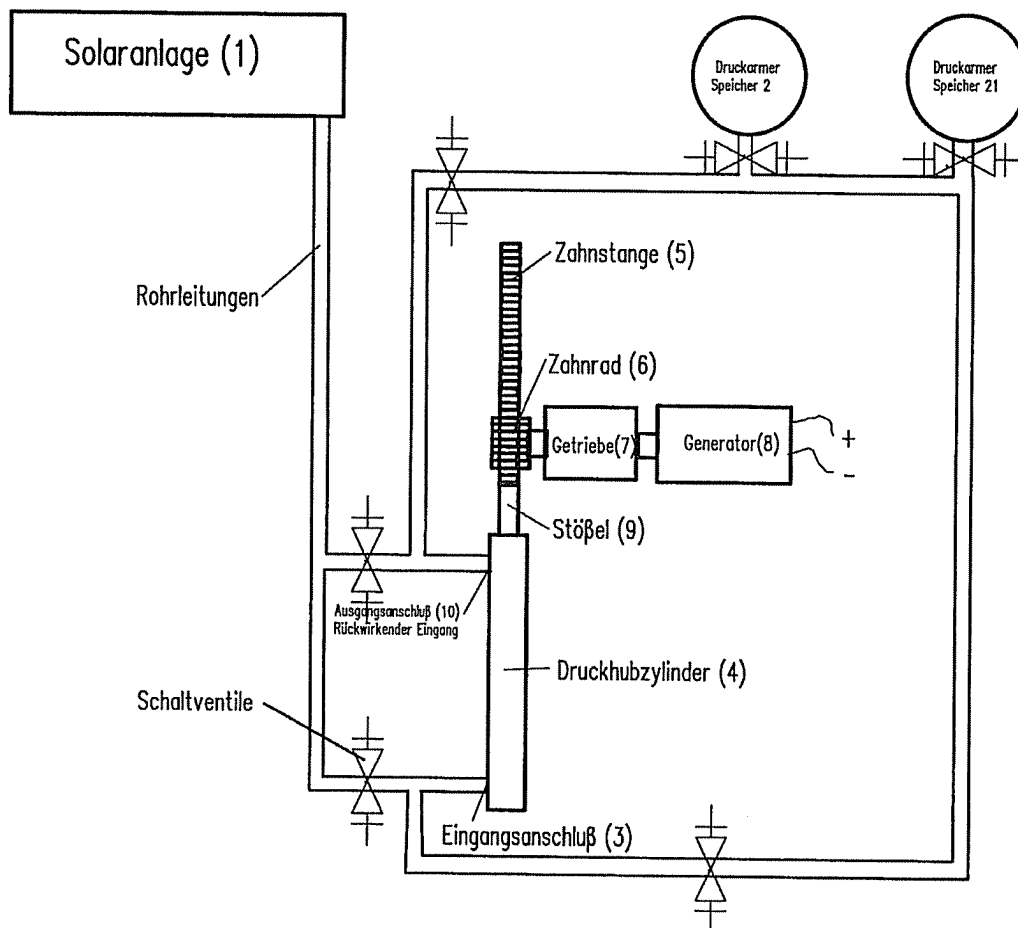 Solaranlage (1)
Druckarmer
Speicher 2
Druckarmer
Speicher 21
Zahnstange (5)
Rohrleitungen
Zahnrad (6)
Getriebe(7)
Generator(8)
+
-
Stößel (9)
Ausgangsanschluß (10)
Rückwirkender Eingang
Druckhubzylinder (4)
Schaltventile
Eingangsanschluß (3)